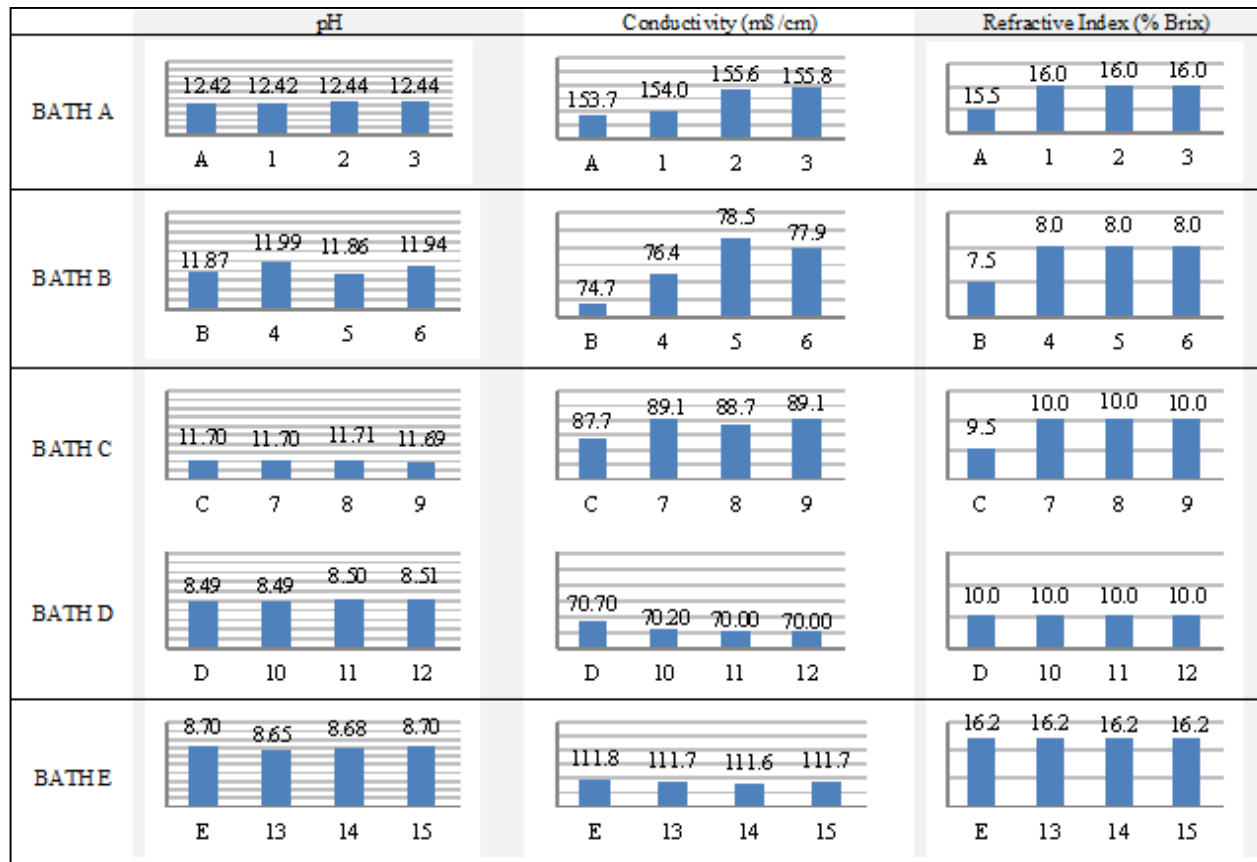 pH Conductivity (mS/cm) Refractive Index (% Brix)
BATH A
12.42 12.42 12.44 12.44
A 1 2 3
153.7 154.0 155.6 155.8
A 1 2 3
15.5 16.0 16.0 16.0
A 1 2 3
BATH B
11.87 11.99 11.86 11.94
B 4 5 6
74.7 76.4 78.5 77.9
B 4 5 6
7.5 8.0 8.0 8.0
B 4 5 6
BATH C
11.70 11.70 11.71 11.69
C 7 8 9
87.7 89.1 88.7 89.1
C 7 8 9
9.5 10.0 10.0 10.0
C 7 8 9
BATH D
8.49 8.49 8.50 8.51
D 10 11 12
70.70 70.20 70.00 70.00
D 10 11 12
10.0 10.0 10.0 10.0
D 10 11 12
BATH E
8.70 8.65 8.68 8.70
E 13 14 15
111.8 111.7 111.6 111.7
E 13 14 15
16.2 16.2 16.2 16.2
E 13 14 15